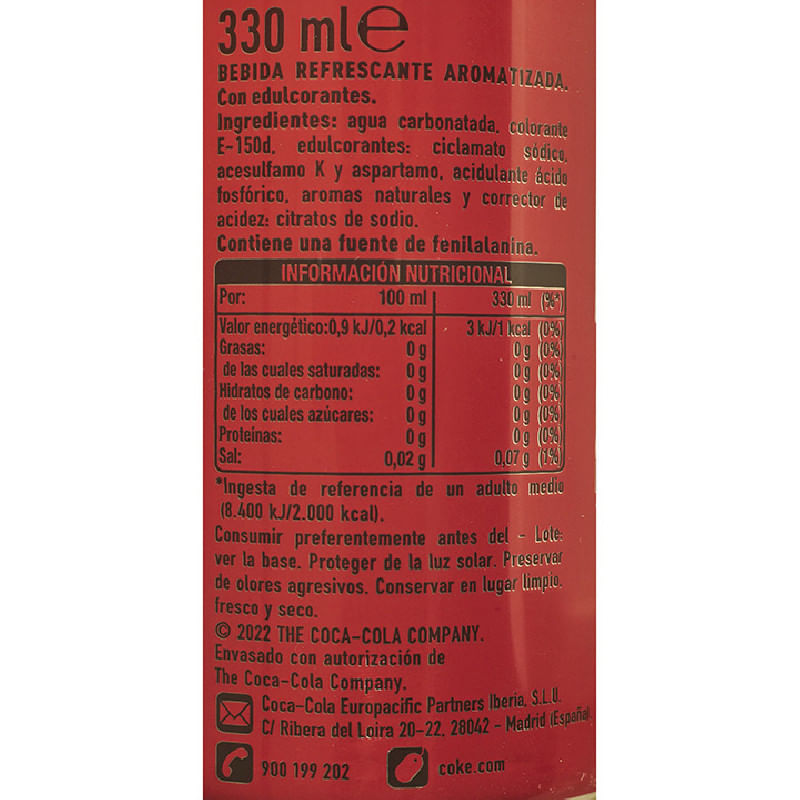 330 ml e
BEBIDA REFRESCANTE AROMATIZADA.
Con edulcorantes.
Ingredientes: agua carbonatada, colorante
E-150d, edulcorantes: ciclamato sódico,
acesulfamo K y aspartamo, acidulante ácido
fosfórico, aromas naturales y corrector de
acidez: citratos de sodio.
Contiene una fuente de fenilalanina.
INFORMACIÓN NUTRICIONAL
Por: 100 ml 330 ml (%*)
Valor energético: 0,9 kJ/0,2 kcal 3 kJ/1 kcal (0%)
Grasas: 0 g 0 g (0%)
de las cuales saturadas: 0 g 0 g (0%)
Hidratos de carbono: 0 g 0 g (0%)
de los cuales azúcares: 0 g 0 g (0%)
Proteínas: 0 g 0 g (0%)
Sal: 0,02 g 0,07 g (1%)
*Ingesta de referencia de un adulto medio
(8.400 kJ/2.000 kcal).
Consumir preferentemente antes del - Lote:
ver la base. Proteger de la luz solar. Preservar
de olores agresivos. Conservar en lugar limpio,
fresco y seco.
© 2022 THE COCA-COLA COMPANY.
Envasado con autorización de
The Coca-Cola Company.
Coca-Cola Europacific Partners Iberia, S.L.U.
C/ Ribera del Loira 20-22, 28042 - Madrid (España)
900 199 202 coke.com